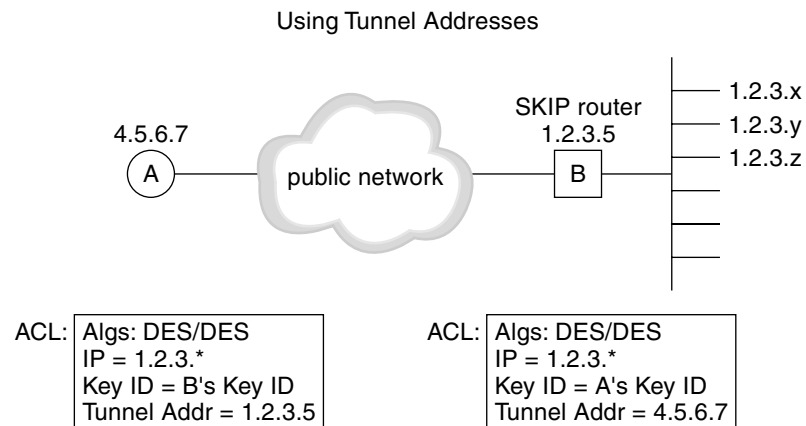 Using Tunnel Addresses
4.5.6.7
A
public network
SKIP router
1.2.3.5
B
1.2.3.x
1.2.3.y
1.2.3.z
ACL:
Algs: DES/DES
IP = 1.2.3.*
Key ID = B's Key ID
Tunnel Addr = 1.2.3.5
ACL:
Algs: DES/DES
IP = 1.2.3.*
Key ID = A's Key ID
Tunnel Addr = 4.5.6.7